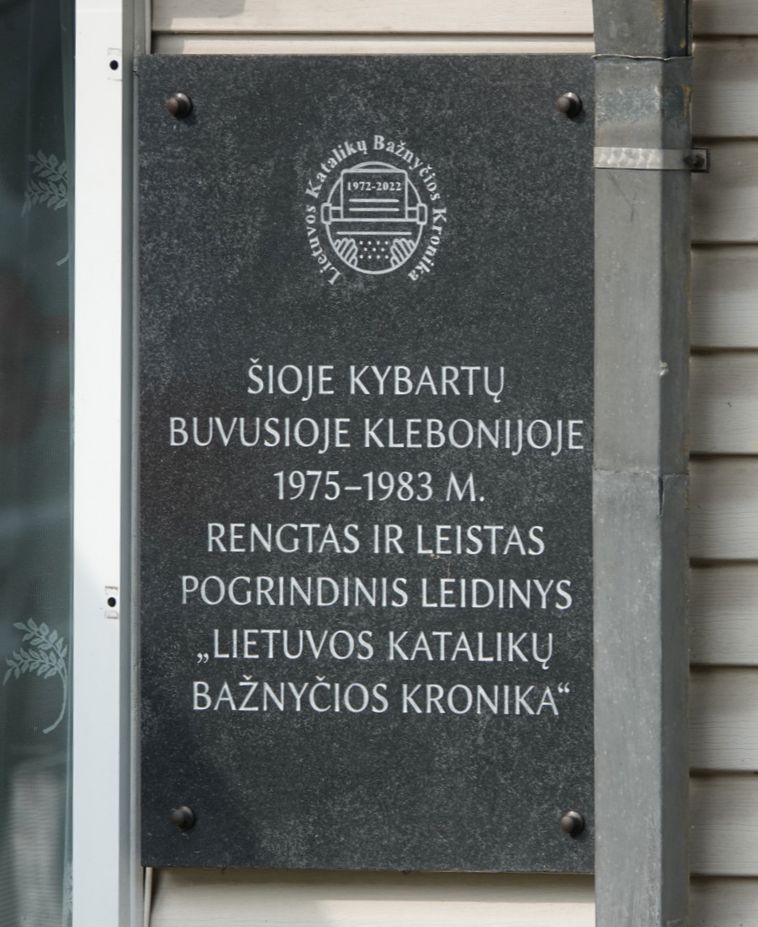 Lietuvos Katalikų Bažnyčios Kronika
1972-2022
ŠIOJE KYBARTŲ
BUVUSIOJE KLEBONIJOJE
1975–1983 M.
RENGTAS IR LEISTAS
POGRINDINIS LEIDINYS
„LIETUVOS KATALIKŲ
BAŽNYČIOS KRONIKA“